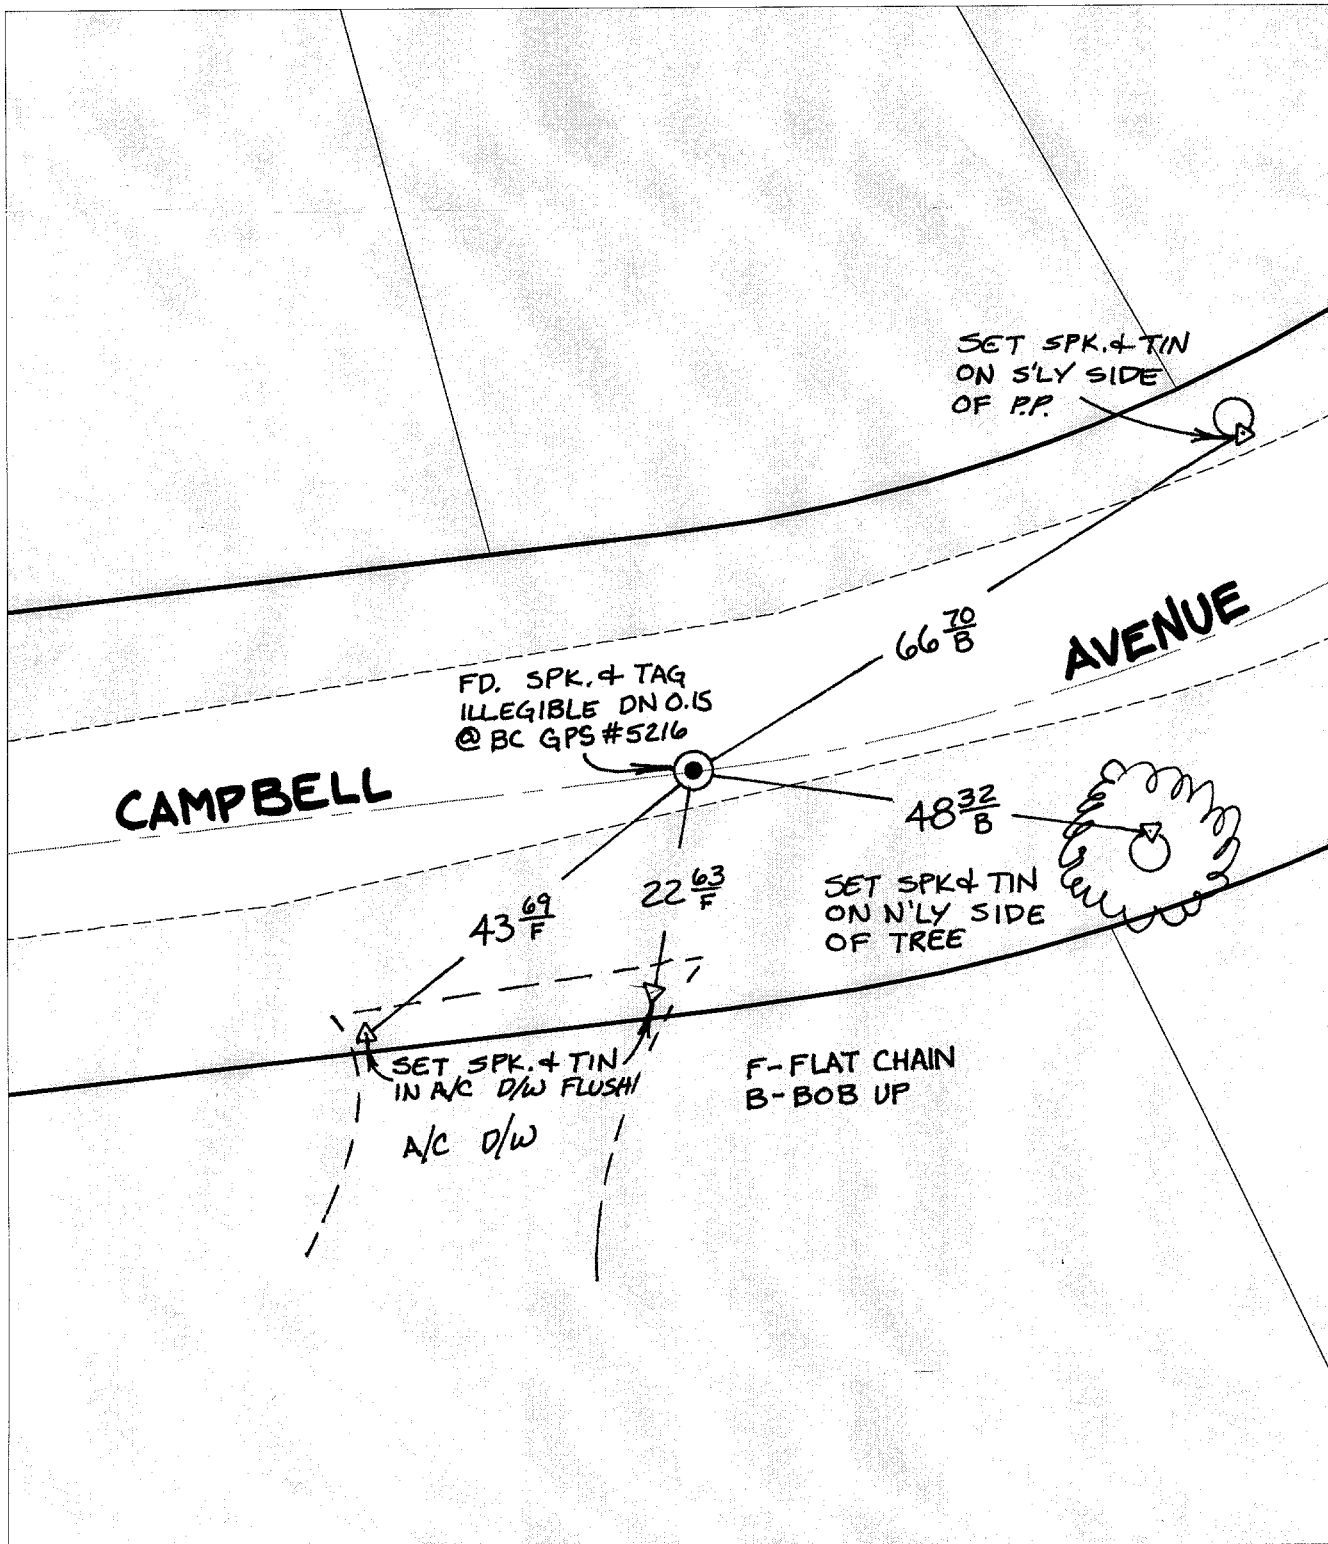 SET SPK. & TIN
ON S'LY SIDE
OF P.P.
66 70/B
AVENUE
FD. SPK. & TAG
ILLEGIBLE DN 0.15
@ BC GPS #5216
CAMPBELL
48 32/B
22 63/F
43 69/F
SET SPK & TIN
ON N'LY SIDE
OF TREE
SET SPK. & TIN
IN A/C D/W FLUSH
A/C D/W
F-FLAT CHAIN
B-BOB UP